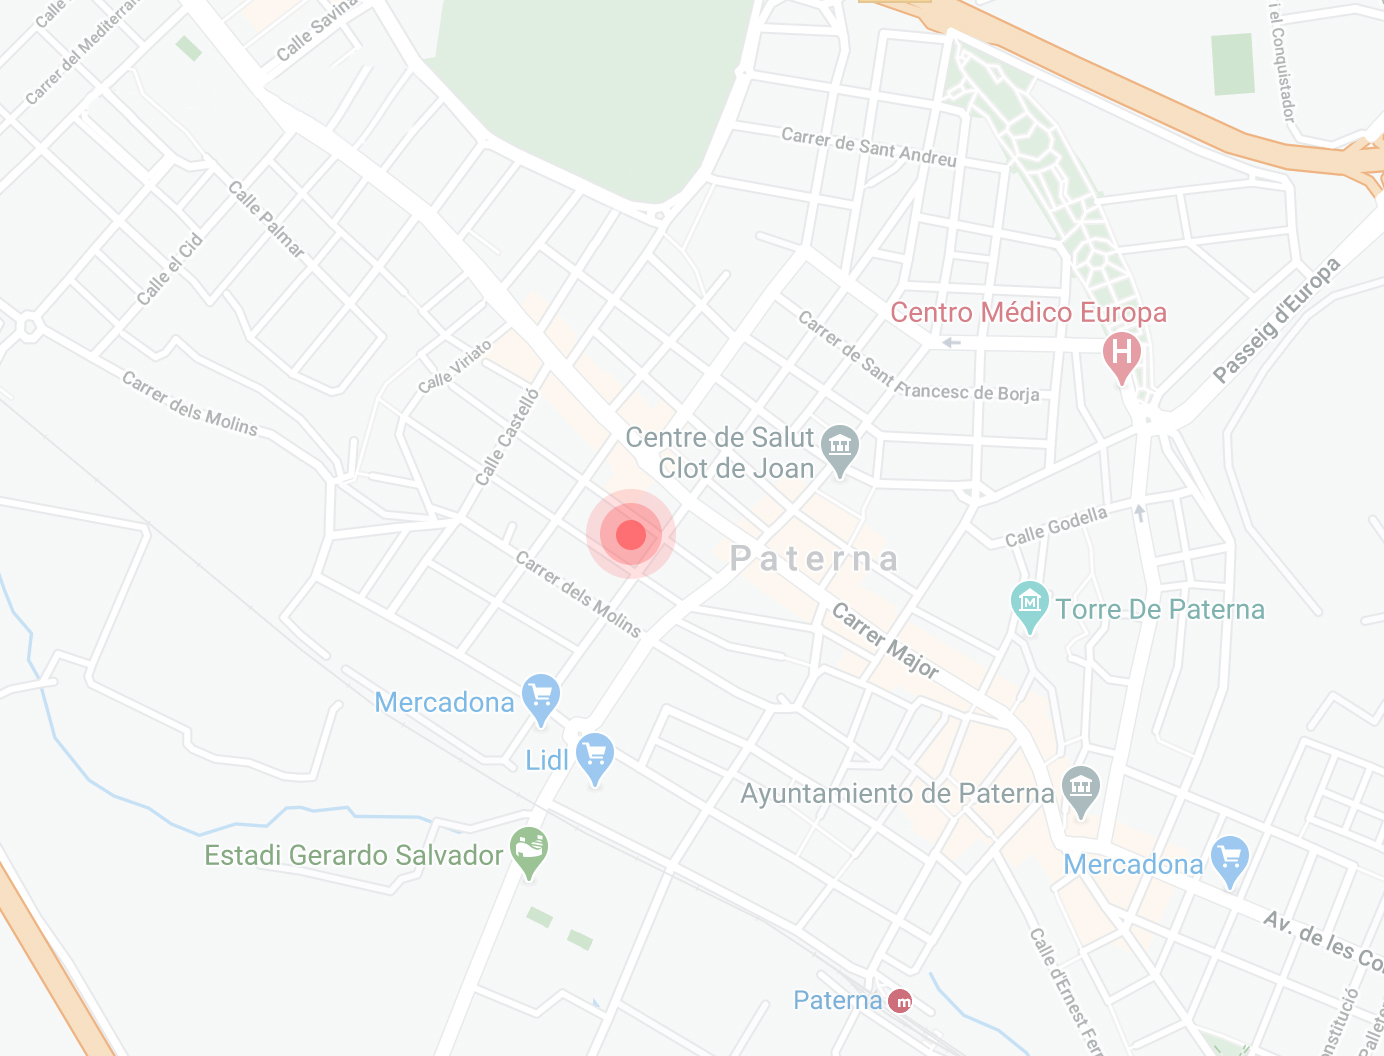 Calle
Carrer del Mediterran
Calle Savina
i el Conquistador
Carrer de Sant Andreu
Calle Palmar
Calle el Cid
Passeig d'Europa
Centro Médico Europa
H
Carrer de Sant Francesc de Borja
Calle Viriato
Carrer dels Molins
Calle Castelló
Centre de Salut
Clot de Joan
Calle Godella
Paterna
Carrer dels Molins
M
Torre De Paterna
Carrer Major
Mercadona
Lidl
Ayuntamiento de Paterna
Estadi Gerardo Salvador
Mercadona
Av. de les Co
Calle d'Ernest Ferr
Paterna
m
nstitució
Palleter